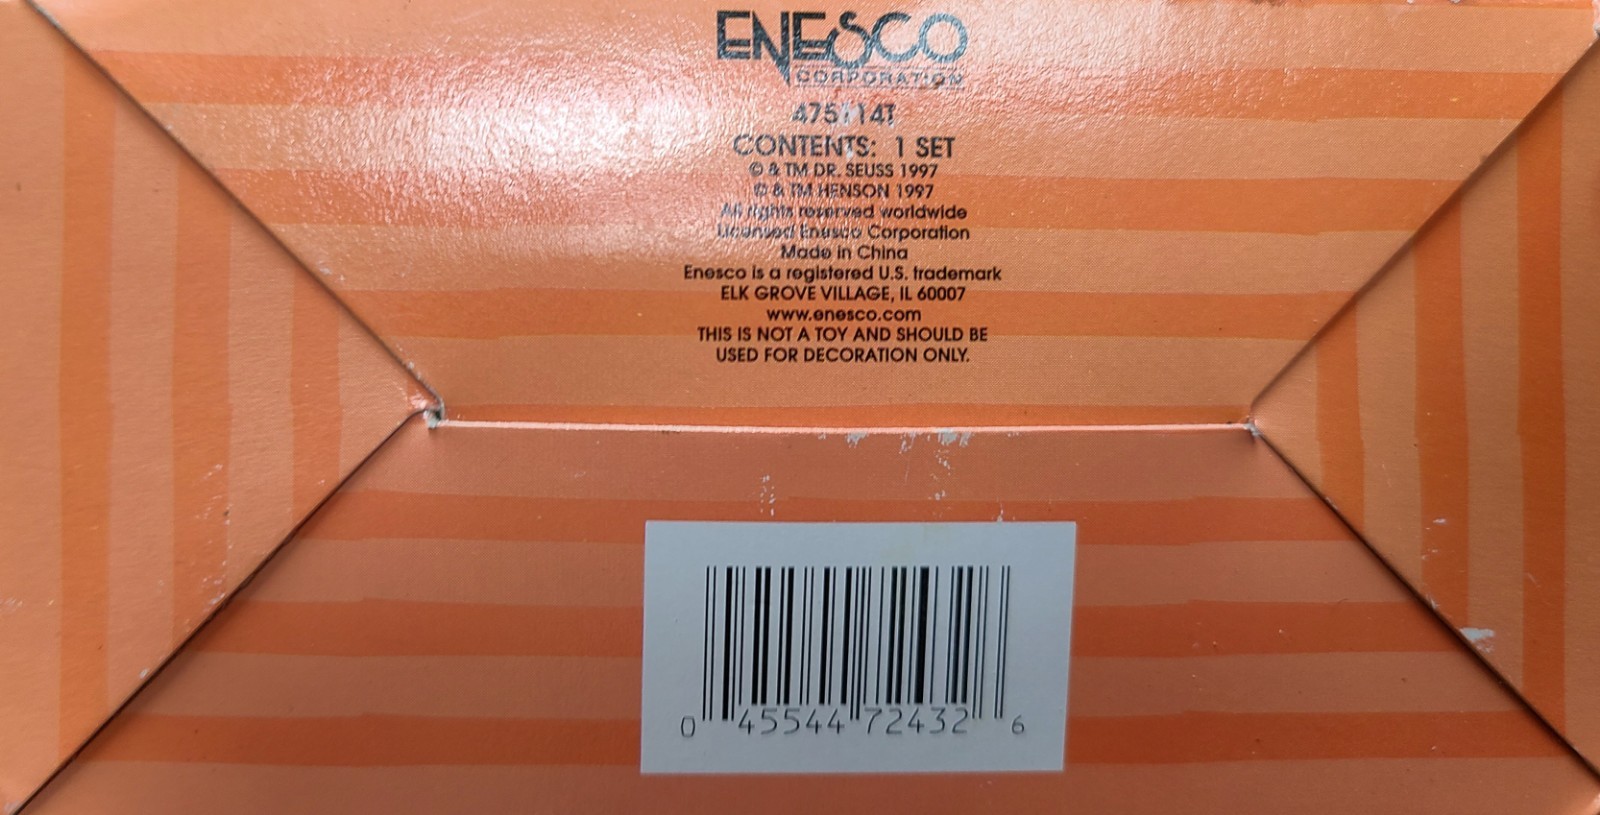 ENESCO
CORPORATION
475114T
CONTENTS: 1 SET
© & TM DR. SEUSS 1997
© & TM HENSON 1997
All rights reserved worldwide
Licensed Enesco Corporation
Made in China
Enesco is a registered U.S. trademark
ELK GROVE VILLAGE, IL 60007
www.enesco.com
THIS IS NOT A TOY AND SHOULD BE
USED FOR DECORATION ONLY.
0 45544 72432 6